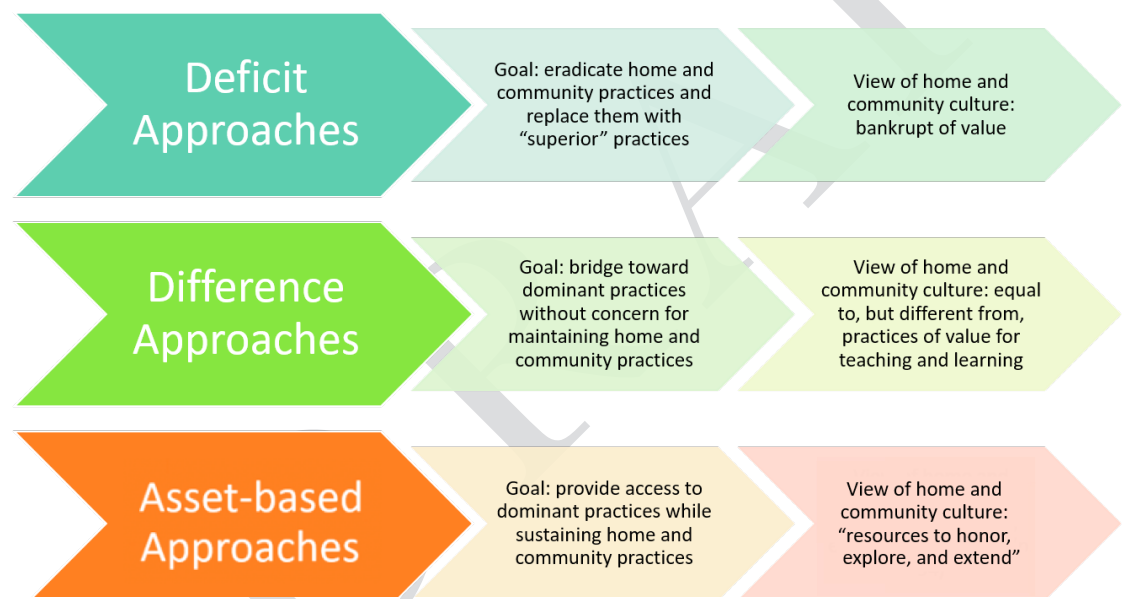 Deficit
Approaches
Goal: eradicate home and
community practices and
replace them with
“superior” practices
View of home and
community culture:
bankrupt of value
Difference
Approaches
Goal: bridge toward
dominant practices
without concern for
maintaining home and
community practices
View of home and
community culture: equal
to, but different from,
practices of value for
teaching and learning
Asset-based
Approaches
Goal: provide access to
dominant practices while
sustaining home and
community practices
View of home and
community culture:
“resources to honor,
explore, and extend”